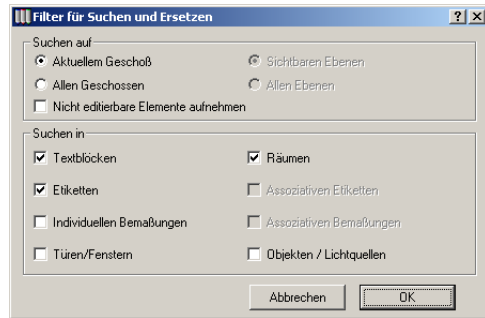 Filter für Suchen und Ersetzen
Suchen auf
Aktuellem Geschoß
Sichtbaren Ebenen
Allen Geschossen
Allen Ebenen
Nicht editierbare Elemente aufnehmen
Suchen in
Textblöcken
Räumen
Etiketten
Assoziativen Etiketten
Individuellen Bemaßungen
Assoziativen Bemaßungen
Türen/Fenstern
Objekten / Lichtquellen
Abbrechen
OK